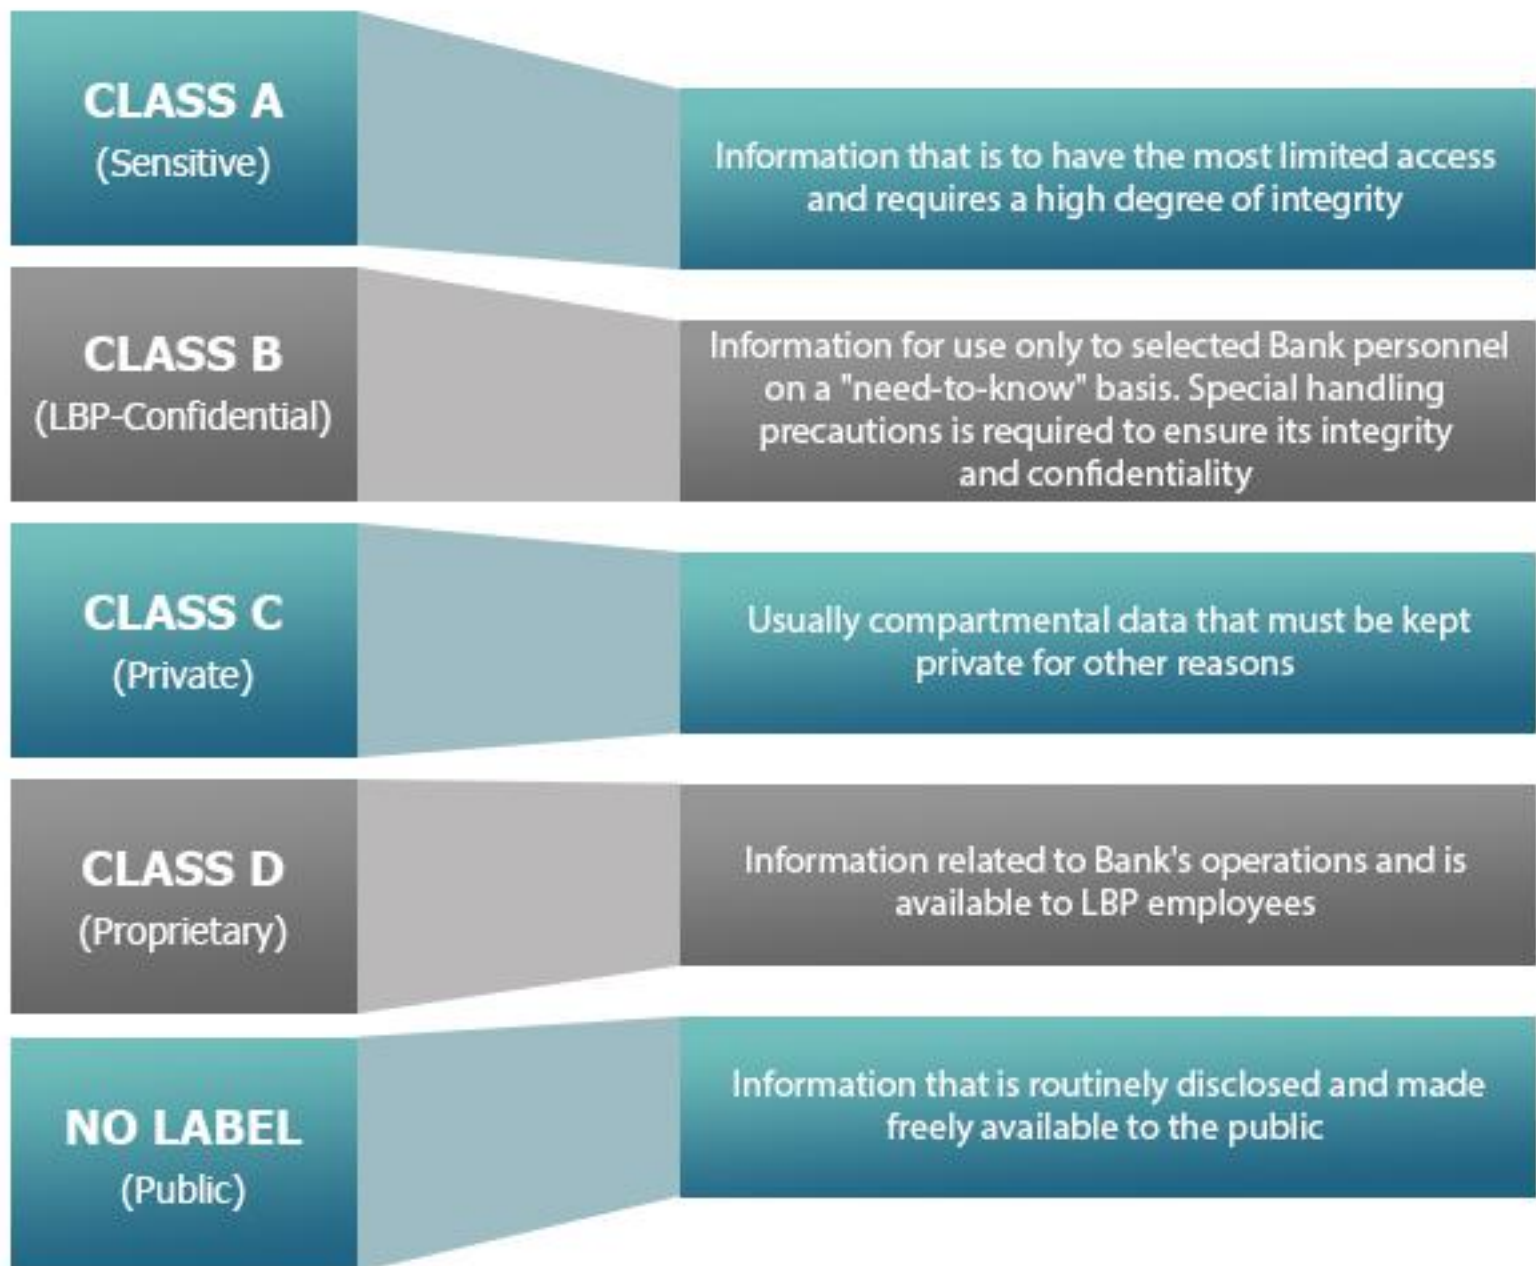 CLASS A
(Sensitive)
Information that is to have the most limited access
and requires a high degree of integrity
CLASS B
(LBP-Confidential)
Information for use only to selected Bank personnel
on a "need-to-know" basis. Special handling
precautions is required to ensure its integrity
and confidentiality
CLASS C
(Private)
Usually compartmental data that must be kept
private for other reasons
CLASS D
(Proprietary)
Information related to Bank's operations and is
available to LBP employees
NO LABEL
(Public)
Information that is routinely disclosed and made
freely available to the public